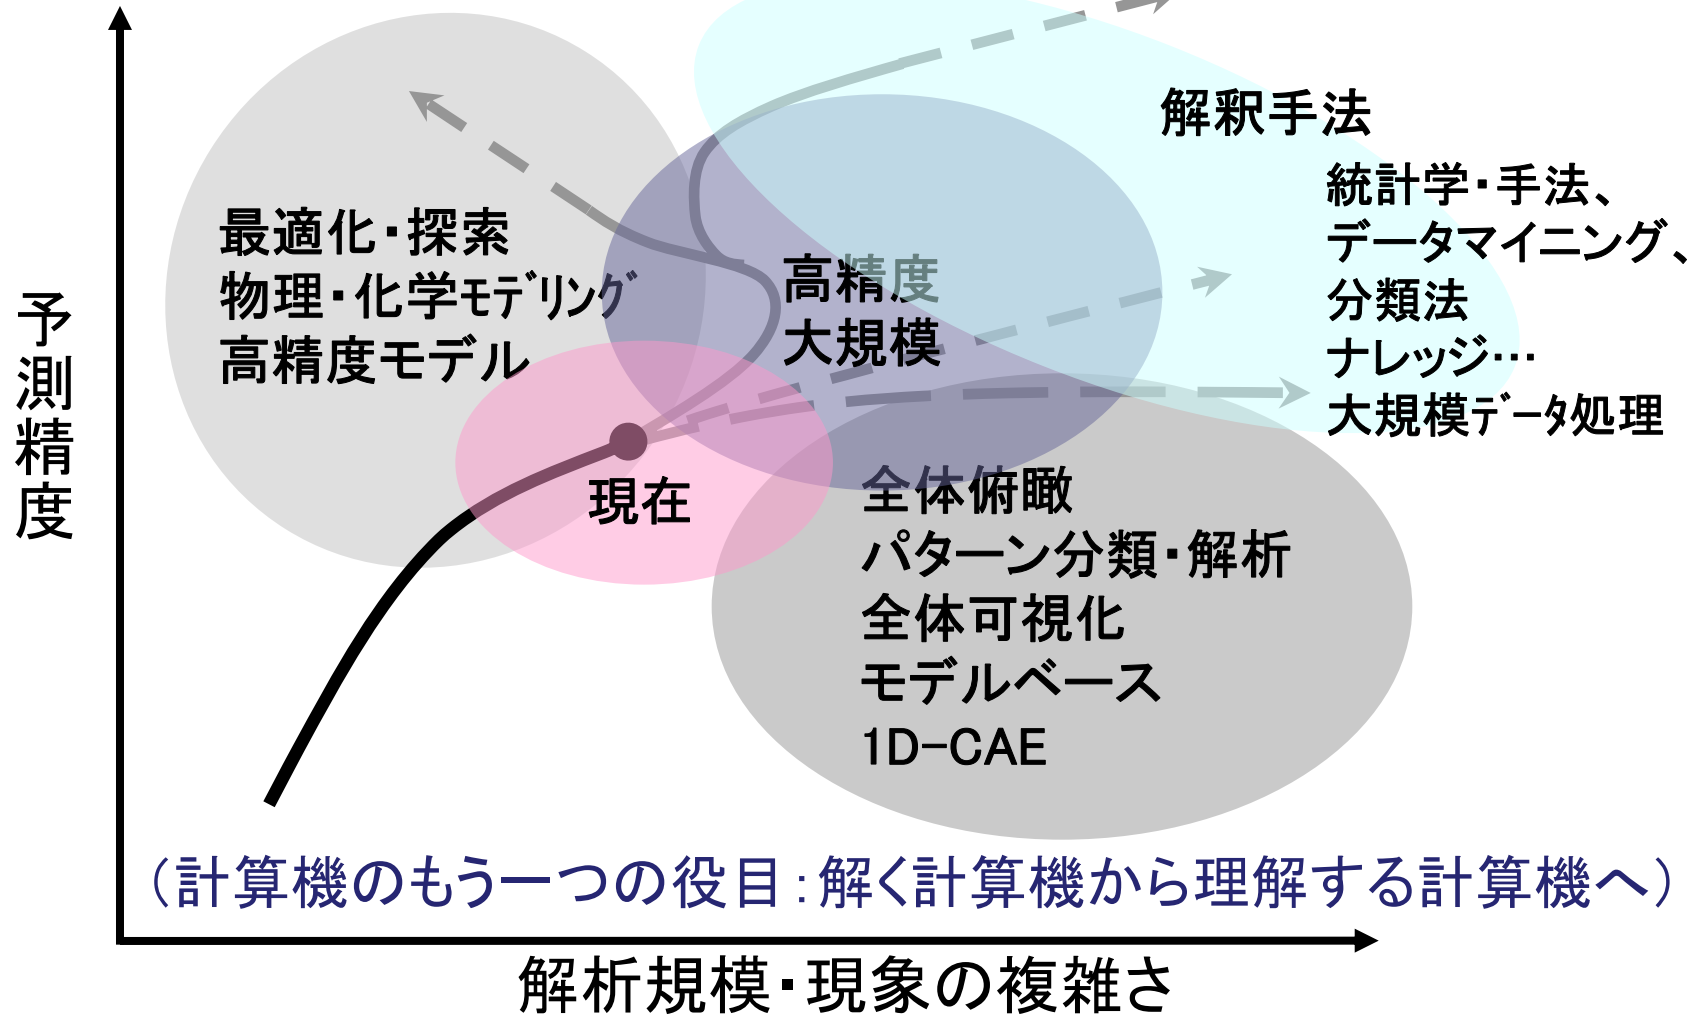 予測精度
最適化・探索
物理・化学ﾓﾃﾞﾘﾝｸﾞ
高精度モデル
高精度
大規模
現在
解釈手法
統計学・手法、
データマイニング、
分類法
ナレッジ…
大規模ﾃﾞｰﾀ処理
全体俯瞰
パターン分類・解析
全体可視化
モデルベース
1D-CAE
（計算機のもう一つの役目：解く計算機から理解する計算機へ）
解析規模・現象の複雑さ